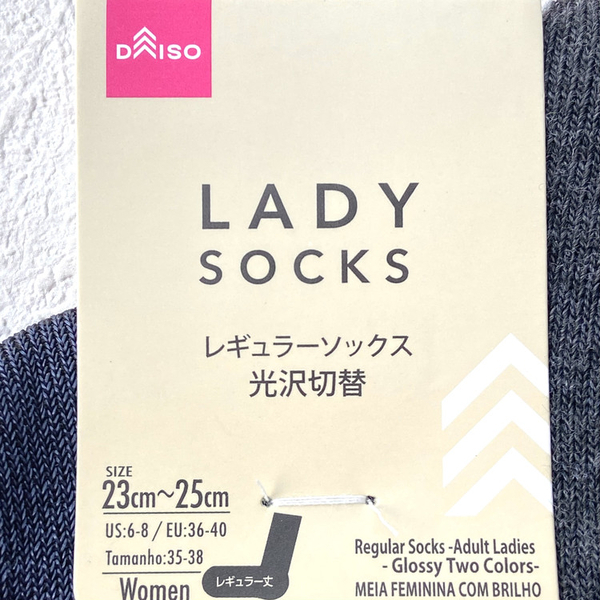 DAISO
LADY
SOCKS
レギュラーソックス
光沢切替
SIZE
23cm～25cm
US:6-8 / EU:36-40
Tamanho:35-38
Women
レギュラー丈
Regular Socks -Adult Ladies
- Glossy Two Colors-
MEIA FEMININA COM BRILHO